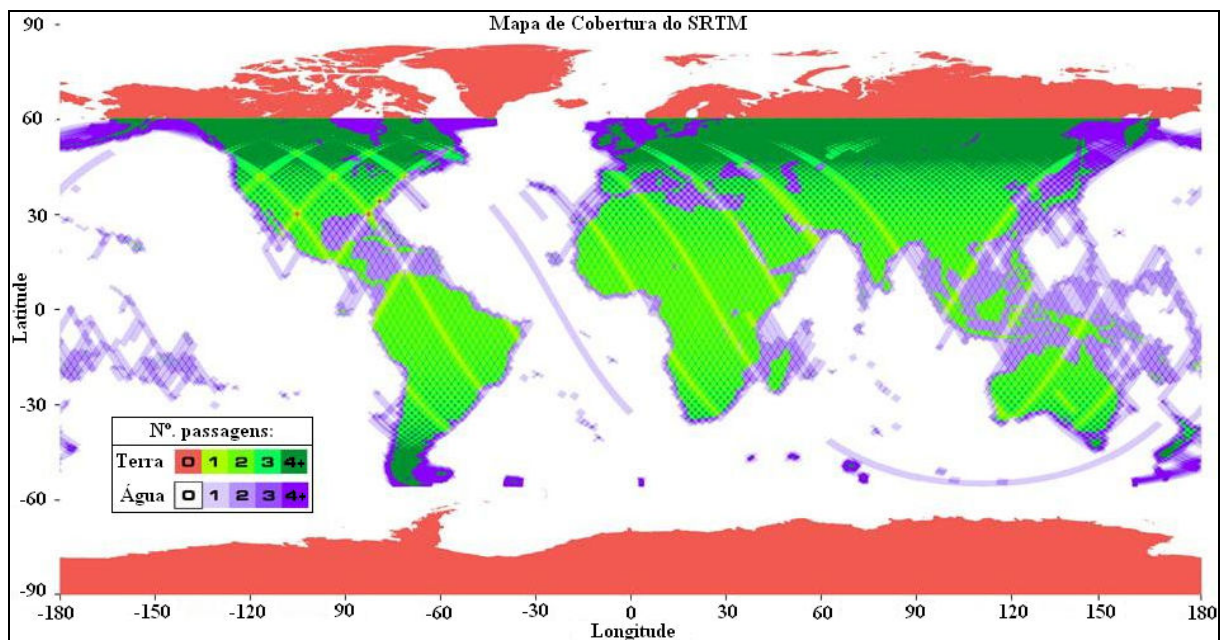 Mapa de Cobertura do SRTM
90
60
30
0
-30
-60
-90
Latitude
Nº. passagens:
Terra 0 1 2 3 4+
Água 0 1 2 3 4+
-180 -150 -120 90 -60 -30 0 30 60 90 120 150 180
Longitude